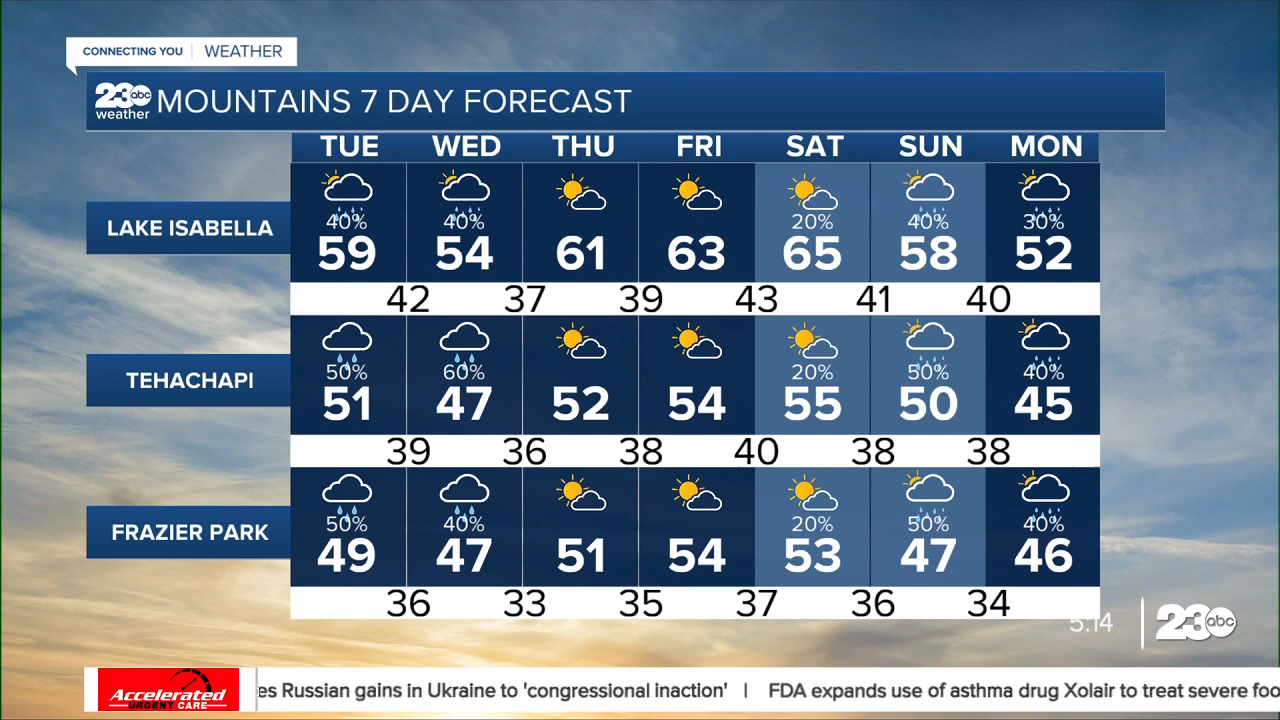 CONNECTING YOU | WEATHER
23 abc weather MOUNTAINS 7 DAY FORECAST
TUE WED THU FRI SAT SUN MON
LAKE ISABELLA
40% 40% 20% 40% 30%
59 54 61 63 65 58 52
42 37 39 43 41 40
TEHACHAPI
50% 60% 20% 50% 40%
51 47 52 54 55 50 45
39 36 38 40 38 38
FRAZIER PARK
50% 40% 20% 50% 40%
49 47 51 54 53 47 46
36 33 35 37 36 34
5:14 23 abc
Accelerated
URGENT CARE
es Russian gains in Ukraine to 'congressional inaction' | FDA expends use of asthma drug Xolair to treat severe foo